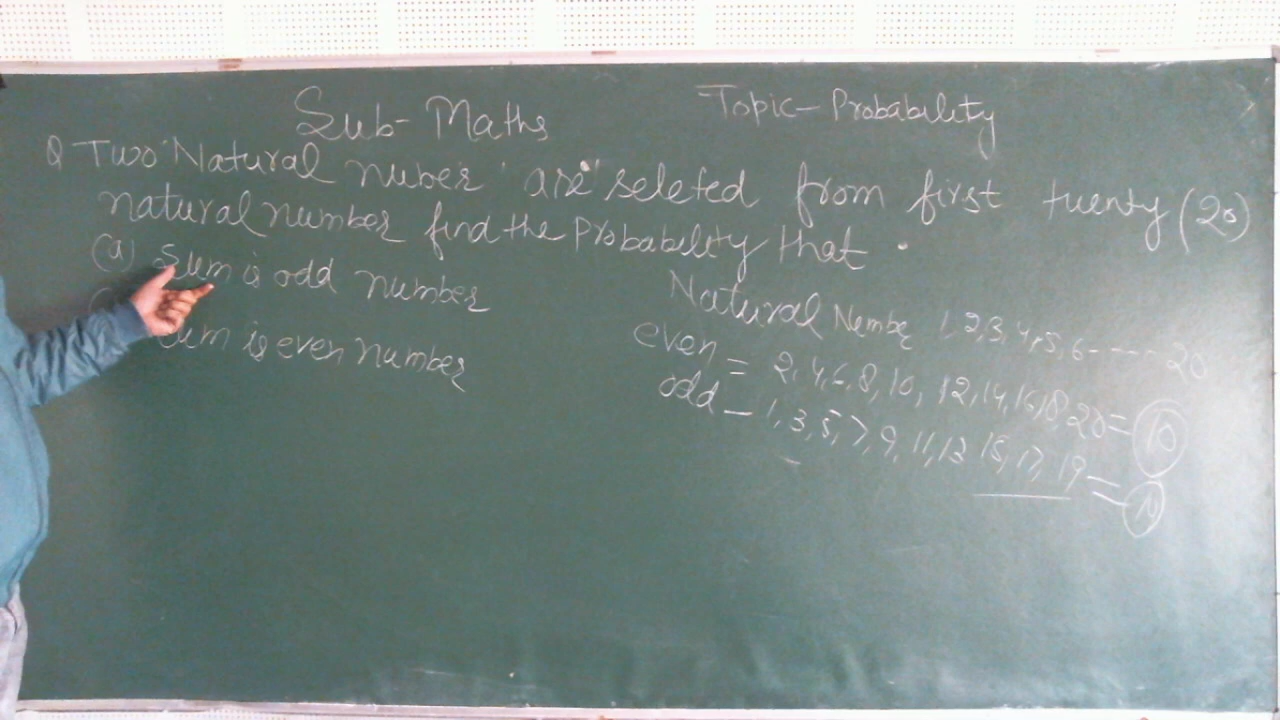 Sub- Maths
Topic- Probability
Q Two Natural nuber are seleted from first twenty (20)
natural number find the Probability that
(a) Sum is odd number
sum is even number
Natural Numbe 1,2,3,4,5,6---- 20
even = 2,4,6,8,10, 12,14,16,18,20= 10
odd - 1,3,5,7,9,11,13 15,17,19 = 10